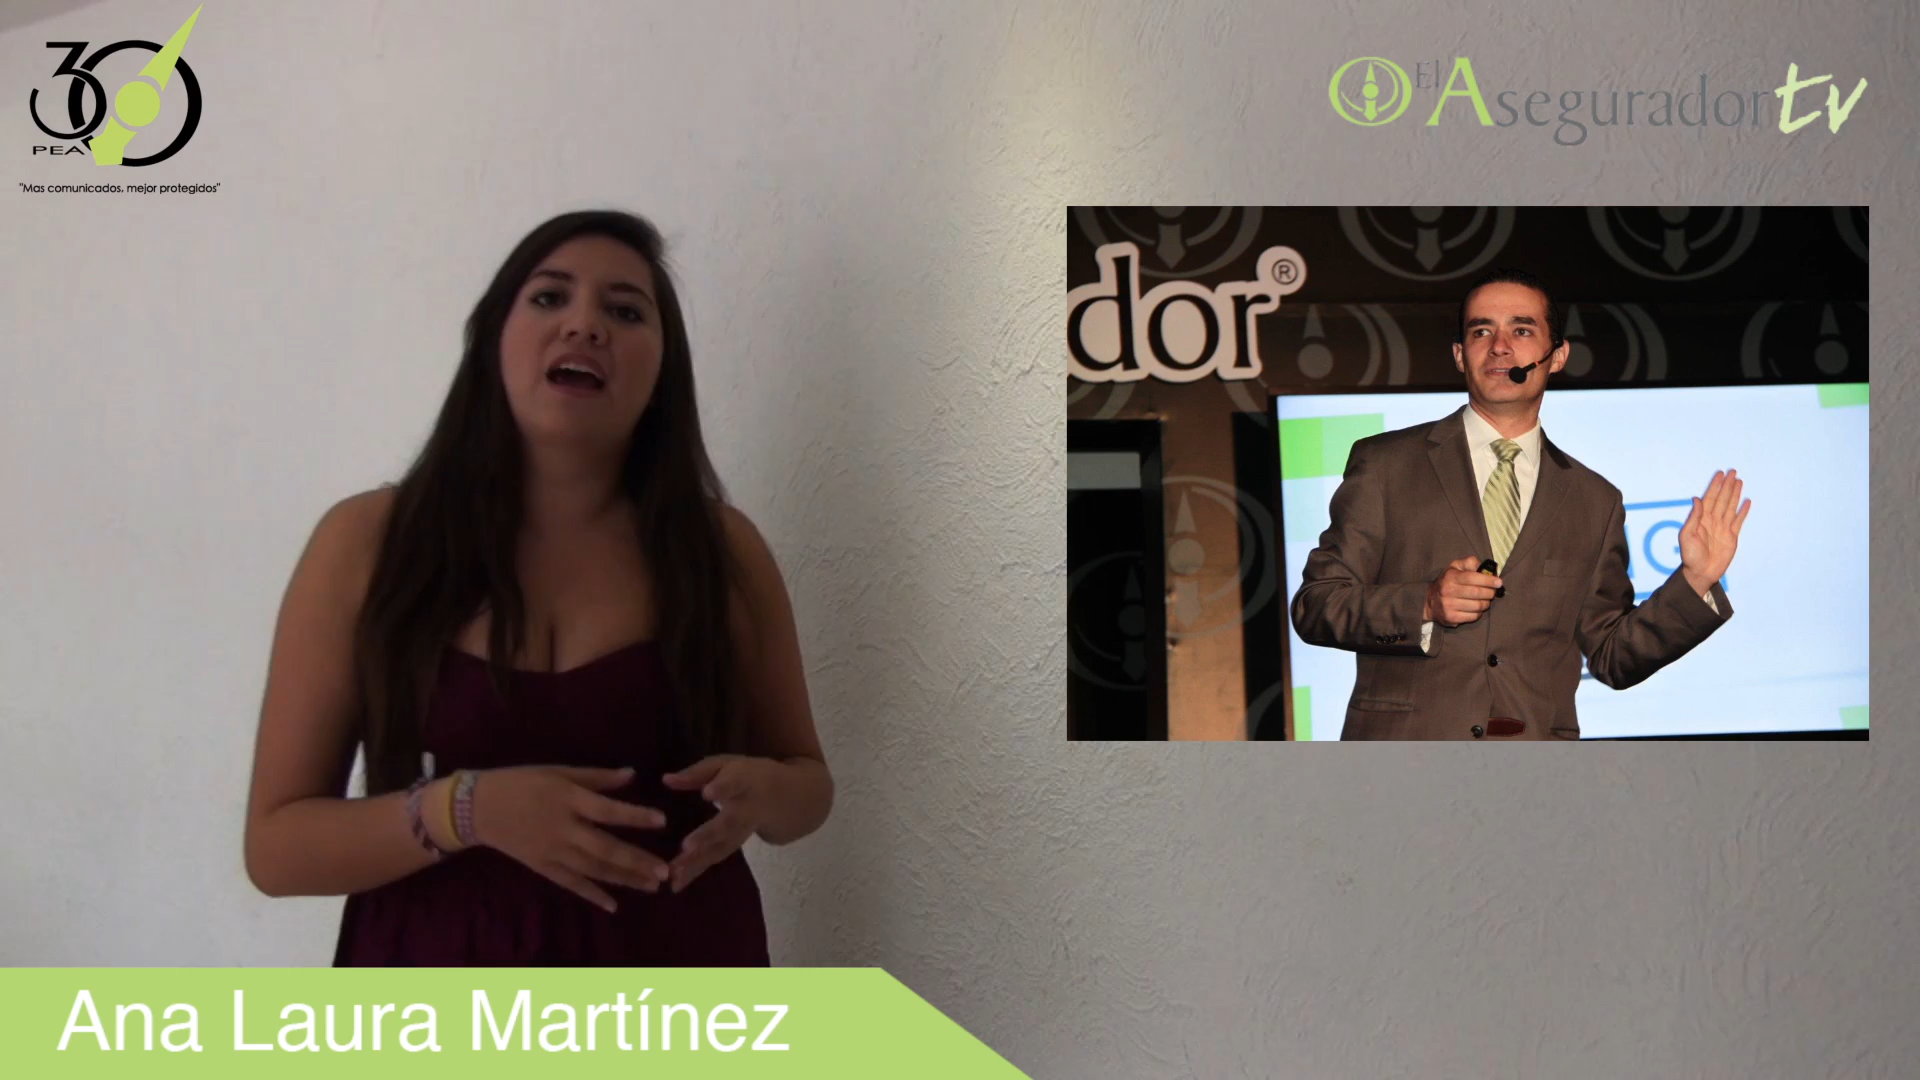 30
PEA
"Mas comunicados, mejor protegidos"
El Asegurador tv
dor®
Ana Laura Martínez